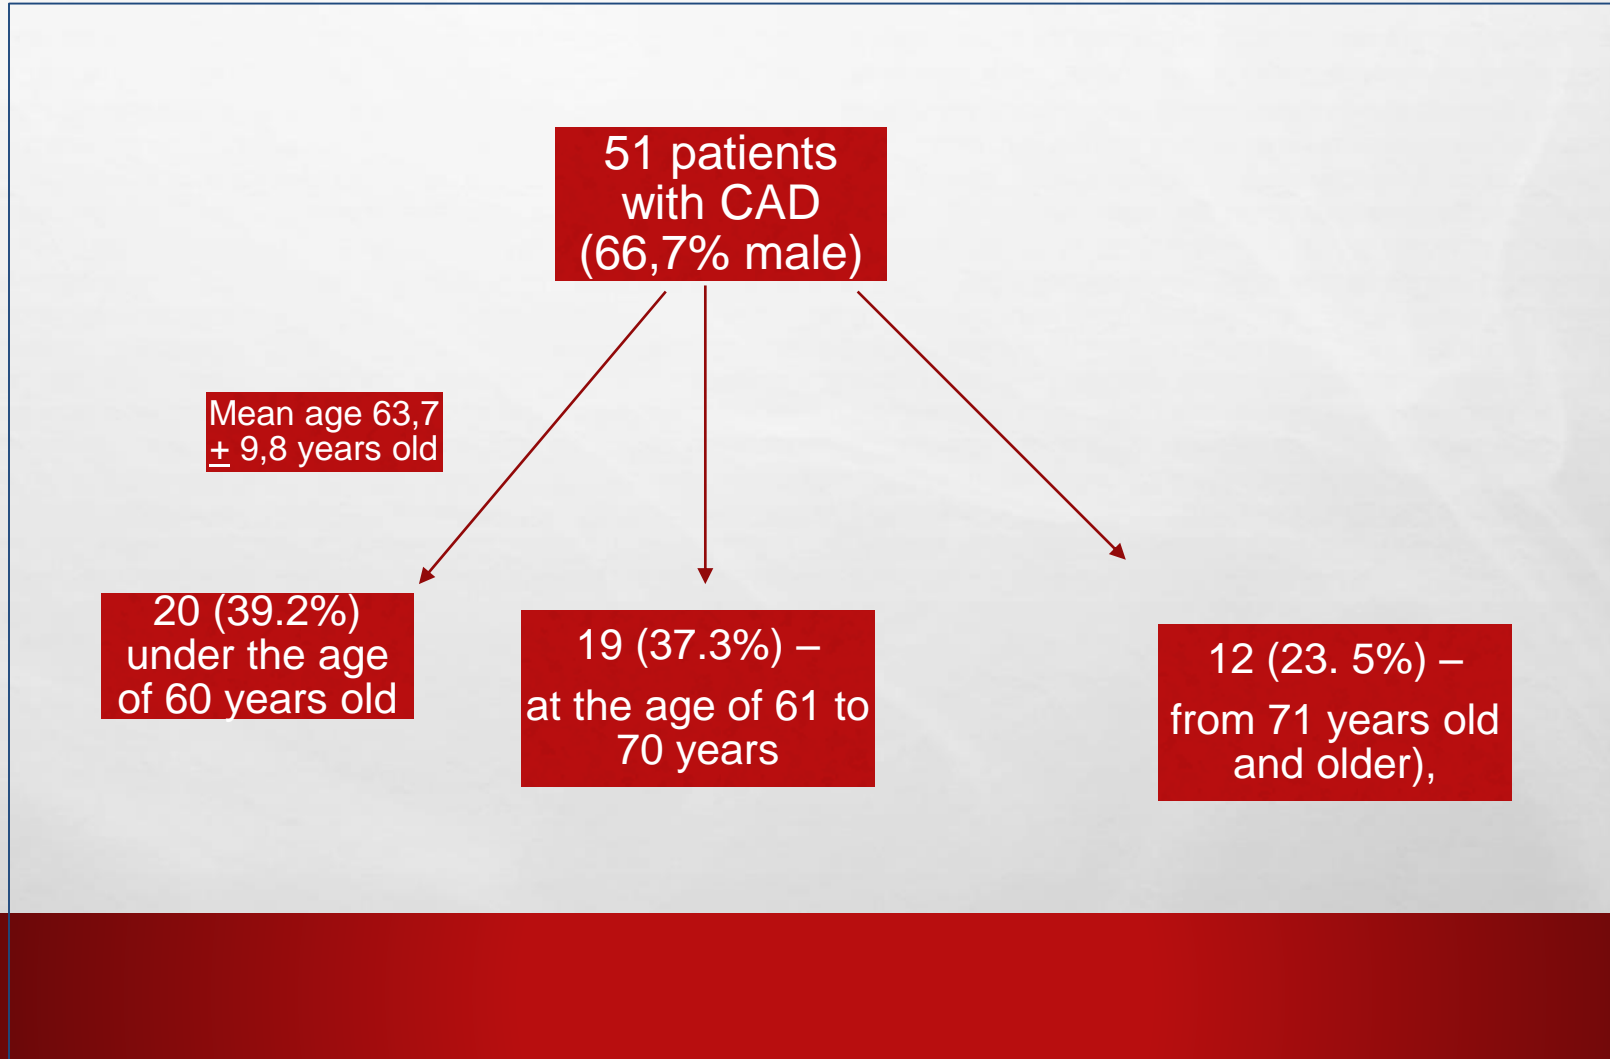 51 patients
with CAD
(66,7% male)
Mean age 63,7
± 9,8 years old
20 (39.2%)
under the age
of 60 years old
19 (37.3%) –
at the age of 61 to
70 years
12 (23. 5%) –
from 71 years old
and older),